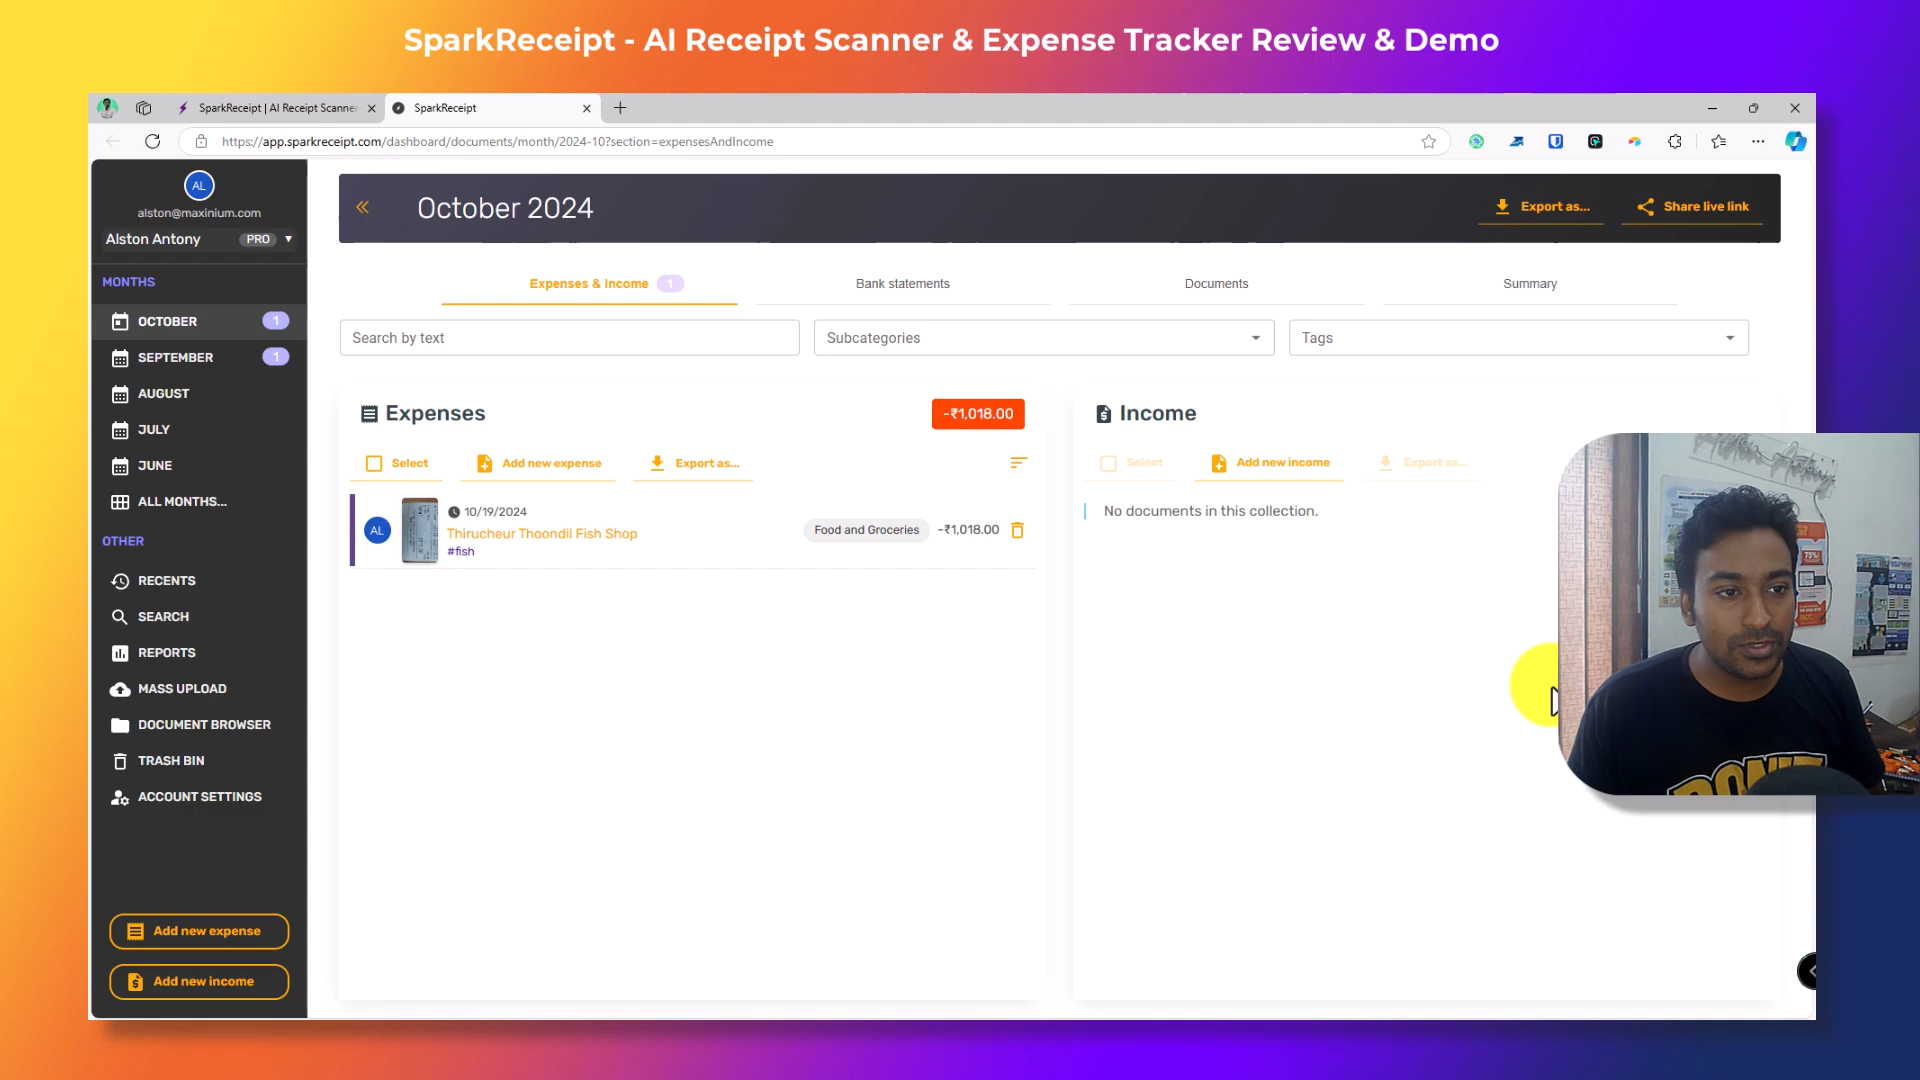 SparkReceipt - AI Receipt Scanner & Expense Tracker Review & Demo
SparkReceipt | AI Receipt Scanner
SparkReceipt
https://app.sparkreceipt.com/dashboard/documents/month/2024-10?section=expensesAndIncome
AL
alston@maxinium.com
Alston Antony PRO
MONTHS
OCTOBER 1
SEPTEMBER 1
AUGUST
JULY
JUNE
ALL MONTHS...
OTHER
RECENTS
SEARCH
REPORTS
MASS UPLOAD
DOCUMENT BROWSER
TRASH BIN
ACCOUNT SETTINGS
Add new expense
Add new income
October 2024
Export as...
Share live link
Expenses & Income 1
Bank statements
Documents
Summary
Search by text
Subcategories
Tags
Expenses
-₹1,018.00
Select
Add new expense
Export as...
AL
10/19/2024
Thirucheur Thoondil Fish Shop
#fish
Food and Groceries
-₹1,018.00
Income
Select
Add new income
Export as...
No documents in this collection.